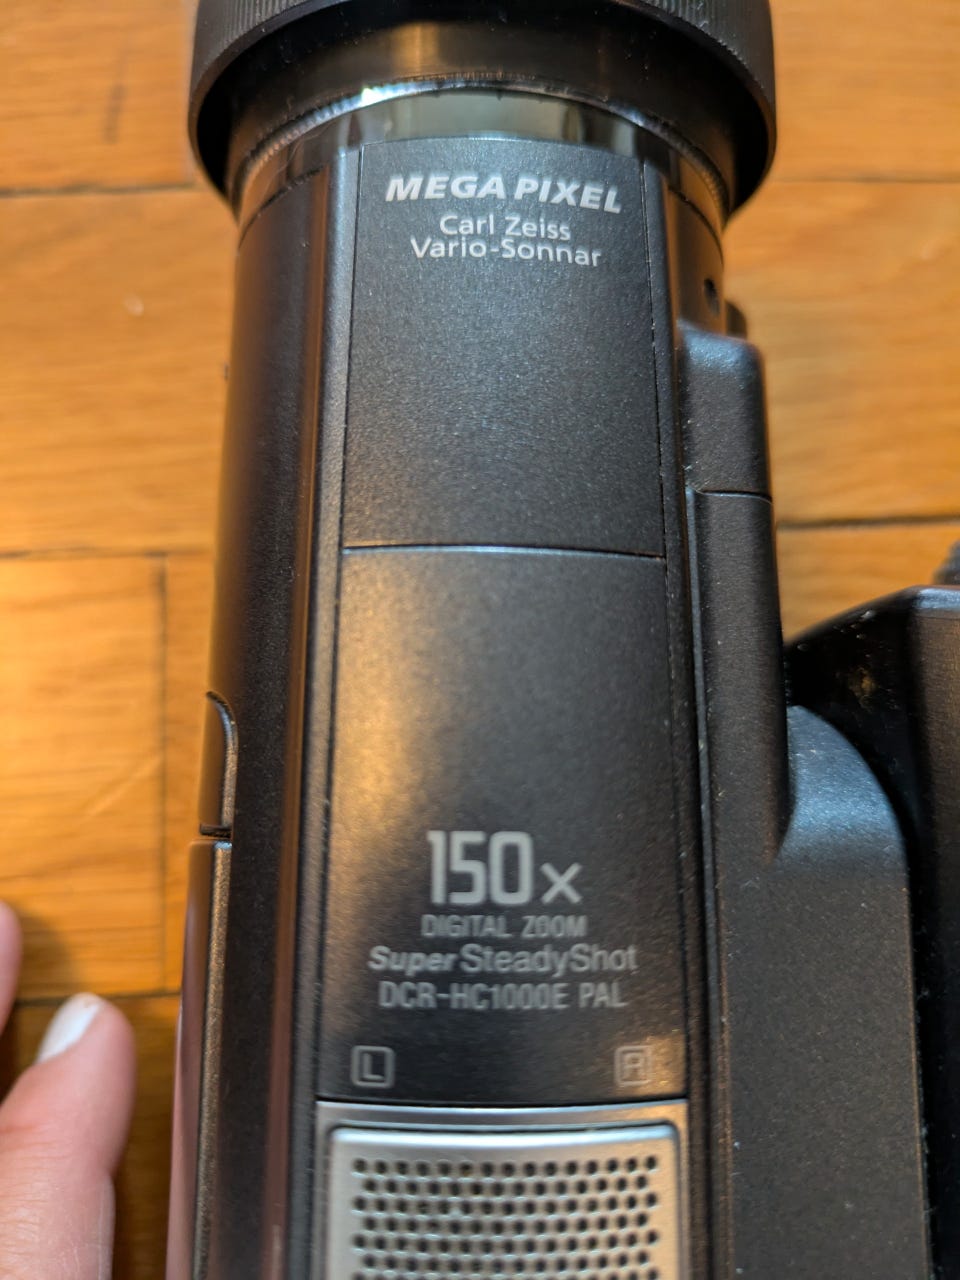 MEGA PIXEL
Carl Zeiss
Vario-Sonnar
150x
DIGITAL ZOOM
Super SteadyShot
DCR-HC1000E PAL
L R